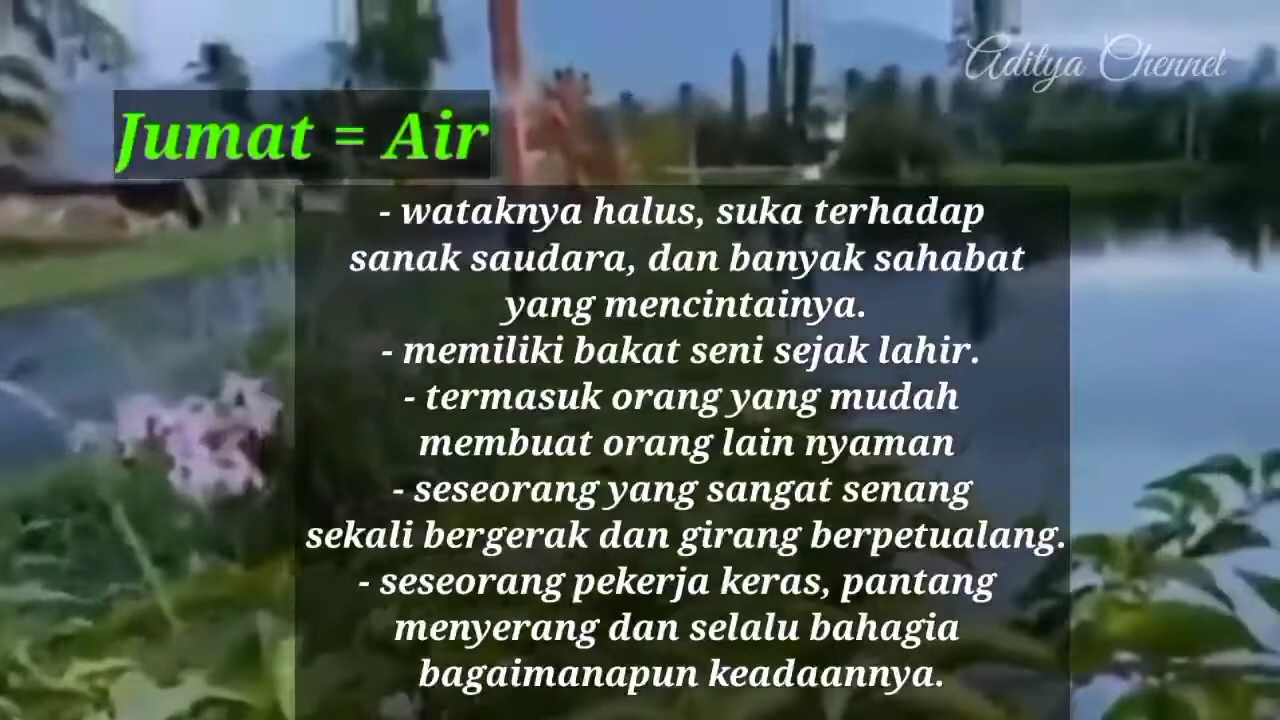 Aditya Chennel
Jumat = Air
- wataknya halus, suka terhadap
sanak saudara, dan banyak sahabat
yang mencintainya.
- memiliki bakat seni sejak lahir.
- termasuk orang yang mudah
membuat orang lain nyaman
- seseorang yang sangat senang
sekali bergerak dan girang berpetualang.
- seseorang pekerja keras, pantang
menyerang dan selalu bahagia
bagaimanapun keadaannya.